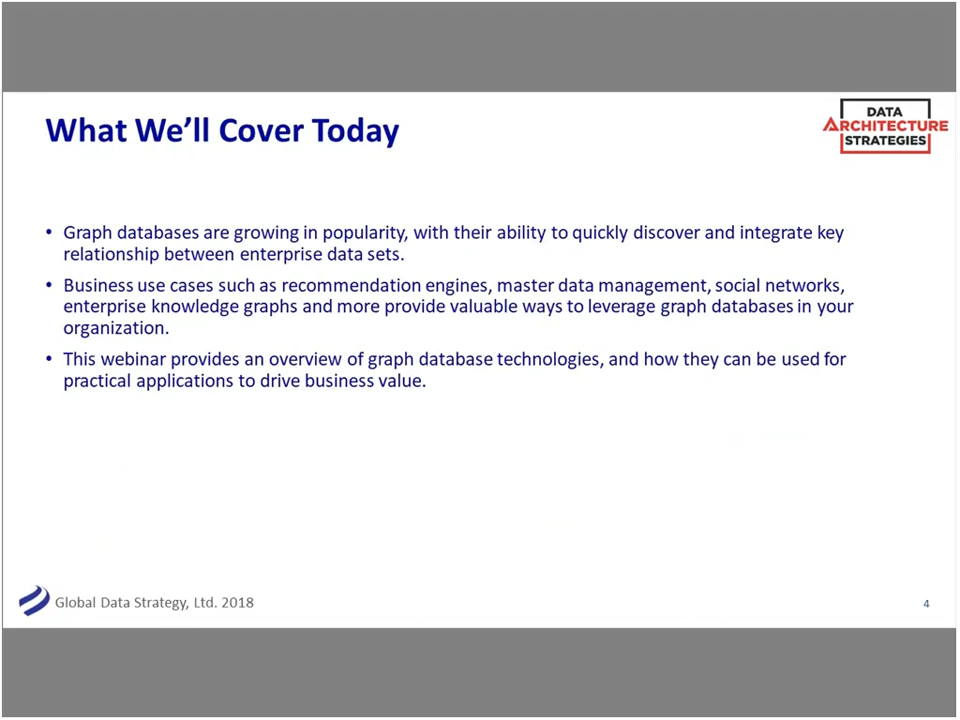 What We’ll Cover Today
DATA
ARCHITECTURE
STRATEGIES
• Graph databases are growing in popularity, with their ability to quickly discover and integrate key
relationship between enterprise data sets.
• Business use cases such as recommendation engines, master data management, social networks,
enterprise knowledge graphs and more provide valuable ways to leverage graph databases in your
organization.
• This webinar provides an overview of graph database technologies, and how they can be used for
practical applications to drive business value.
Global Data Strategy, Ltd. 2018
4